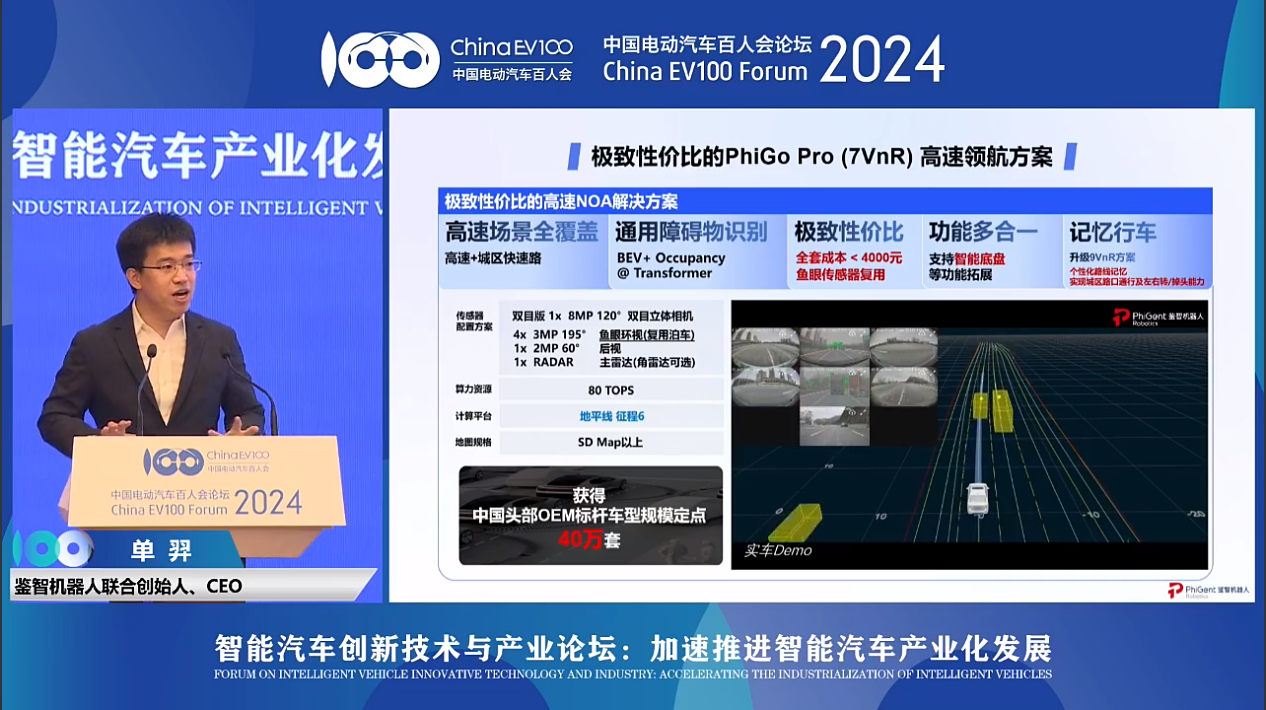 100
China EV100
中国电动汽车百人会
中国电动汽车百人会论坛
China EV100 Forum
2024
智能汽车产业化发
NDUSTRIALIZATION OF INTELLIGENT V
100
China EV100
中国电动汽车百人会
中国电动汽车百人会论坛
China EV100 Forum
2024
100
单 羿
鉴智机器人联合创始人、CEO
极致性价比的PhiGo Pro (7VnR) 高速领航方案
极致性价比的高速NOA解决方案
高速场景全覆盖
高速+城区快速路
通用障碍物识别
BEV+ Occupancy
@ Transformer
极致性价比
全套成本 < 4000元
鱼眼传感器复用
功能多合一
支持智能底盘
等功能拓展
记忆行车
升级9VnR方案
个性化路线记忆
实现城区路口通行及左右转/掉头能力
传感器
配置方案
双目版 1x 8MP 120° 双目立体相机
4x 3MP 195° 鱼眼环视(复用泊车)
1x 2MP 60° 后视
1x RADAR 主雷达(角雷达可选)
算力资源
80 TOPS
计算平台
地平线 征程6
地图规格
SD Map以上
获得
中国头部OEM标杆车型规模定点
40万套
PhiGent 鉴智机器人
Robotics
10
0
10
-10
-20
实车Demo
PhiGent 鉴智机器人
Robotics
智能汽车创新技术与产业论坛：加速推进智能汽车产业化发展
FORUM ON INTELLIGENT VEHICLE INNOVATIVE TECHNOLOGY AND INDUSTRY: ACCELERATING THE INDUSTRIALIZATION OF INTELLIGENT VEHICLES